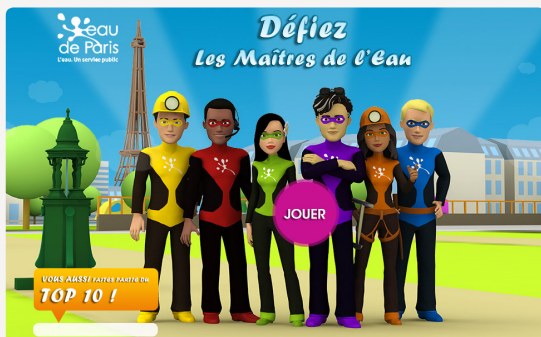 eau
de Paris
L'eau. Un service public
Défiez
Les Maîtres de l'Eau
JOUER
VOUS AUSSI FAITES PARTIE DU
TOP 10 !